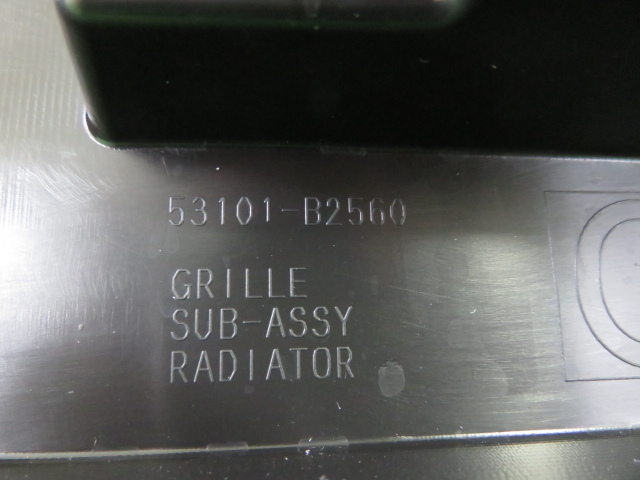 53101-B2560
GRILLE
SUB-ASSY
RADIATOR